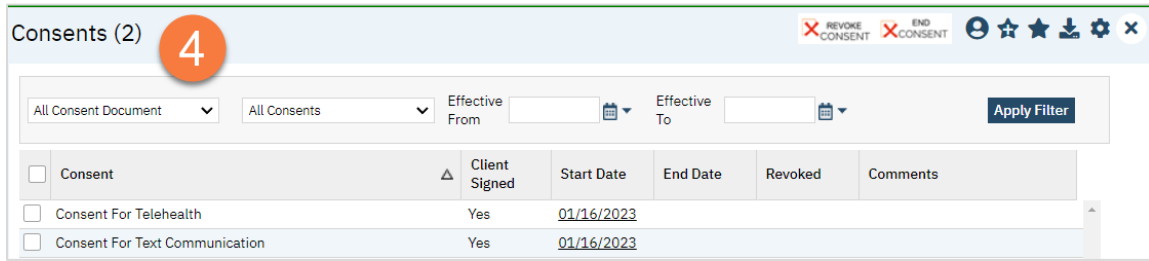 Consents (2)
4
REVOKE CONSENT
END CONSENT
All Consent Document
All Consents
Effective From
Effective To
Apply Filter
Consent
Client Signed
Start Date
End Date
Revoked
Comments
Consent For Telehealth Yes 01/16/2023
Consent For Text Communication Yes 01/16/2023